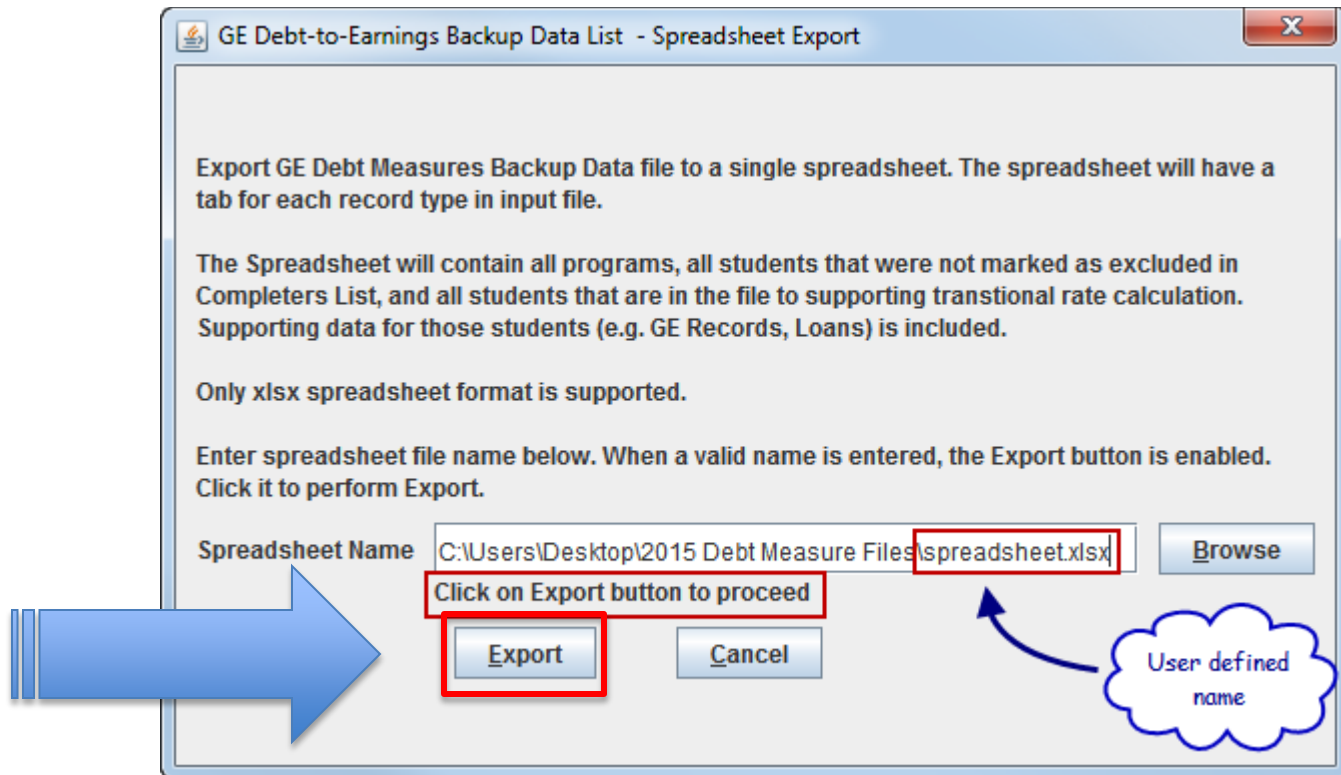 GE Debt-to-Earnings Backup Data List - Spreadsheet Export
Export GE Debt Measures Backup Data file to a single spreadsheet. The spreadsheet will have a
tab for each record type in input file.
The Spreadsheet will contain all programs, all students that were not marked as excluded in
Completers List, and all students that are in the file to supporting transtional rate calculation.
Supporting data for those students (e.g. GE Records, Loans) is included.
Only xlsx spreadsheet format is supported.
Enter spreadsheet file name below. When a valid name is entered, the Export button is enabled.
Click it to perform Export.
Spreadsheet Name C:\Users\Desktop\2015 Debt Measure Files\spreadsheet.xlsx Browse
Click on Export button to proceed
Export Cancel
User defined
name